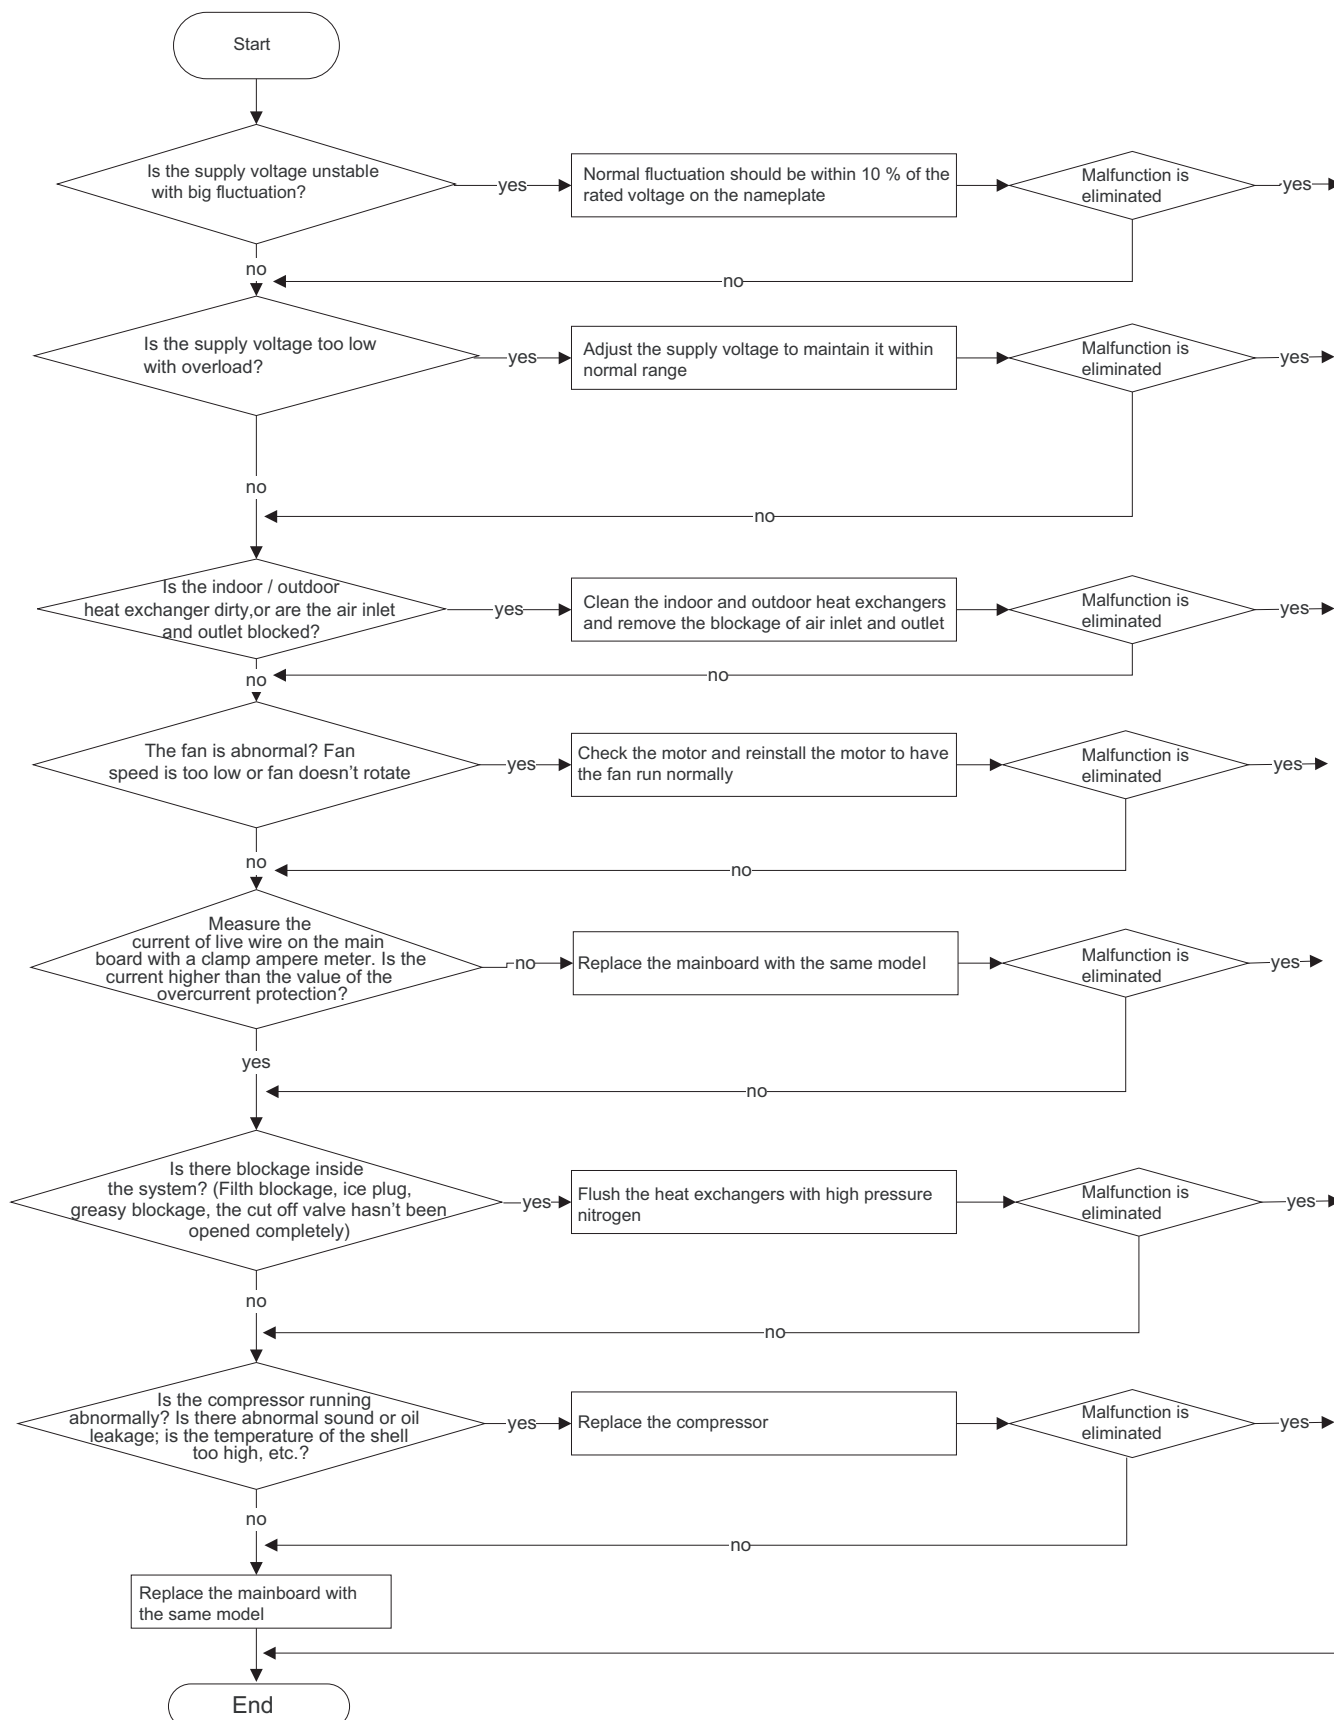 Start
Is the supply voltage unstable
with big fluctuation?
yes
Normal fluctuation should be within 10 % of the
rated voltage on the nameplate
Malfunction is
eliminated
yes
no
no
Is the supply voltage too low
with overload?
yes
Adjust the supply voltage to maintain it within
normal range
Malfunction is
eliminated
yes
no
no
Is the indoor / outdoor
heat exchanger dirty,or are the air inlet
and outlet blocked?
yes
Clean the indoor and outdoor heat exchangers
and remove the blockage of air inlet and outlet
Malfunction is
eliminated
yes
no
no
The fan is abnormal? Fan
speed is too low or fan doesn’t rotate
yes
Check the motor and reinstall the motor to have
the fan run normally
Malfunction is
eliminated
yes
no
no
Measure the
current of live wire on the main
board with a clamp ampere meter. Is the
current higher than the value of the
overcurrent protection?
no
Replace the mainboard with the same model
Malfunction is
eliminated
yes
yes
no
Is there blockage inside
the system? (Filth blockage, ice plug,
greasy blockage, the cut off valve hasn’t been
opened completely)
yes
Flush the heat exchangers with high pressure
nitrogen
Malfunction is
eliminated
yes
no
no
Is the compressor running
abnormally? Is there abnormal sound or oil
leakage; is the temperature of the shell
too high, etc.?
yes
Replace the compressor
Malfunction is
eliminated
yes
no
no
Replace the mainboard with
the same model
End